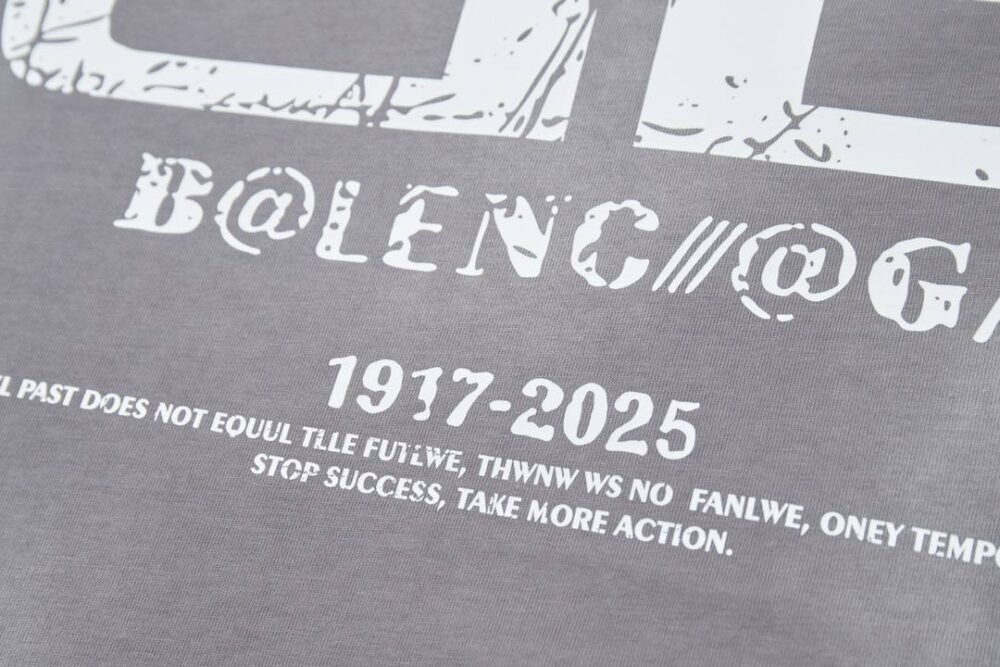 B@LENC///@G
1917-2025
L PAST DOES NOT EQUUL TLLE FUTLWE, THWNW WS NO FANLWE, ONEY TEMPO
STOP SUCCESS, TAKE MORE ACTION.